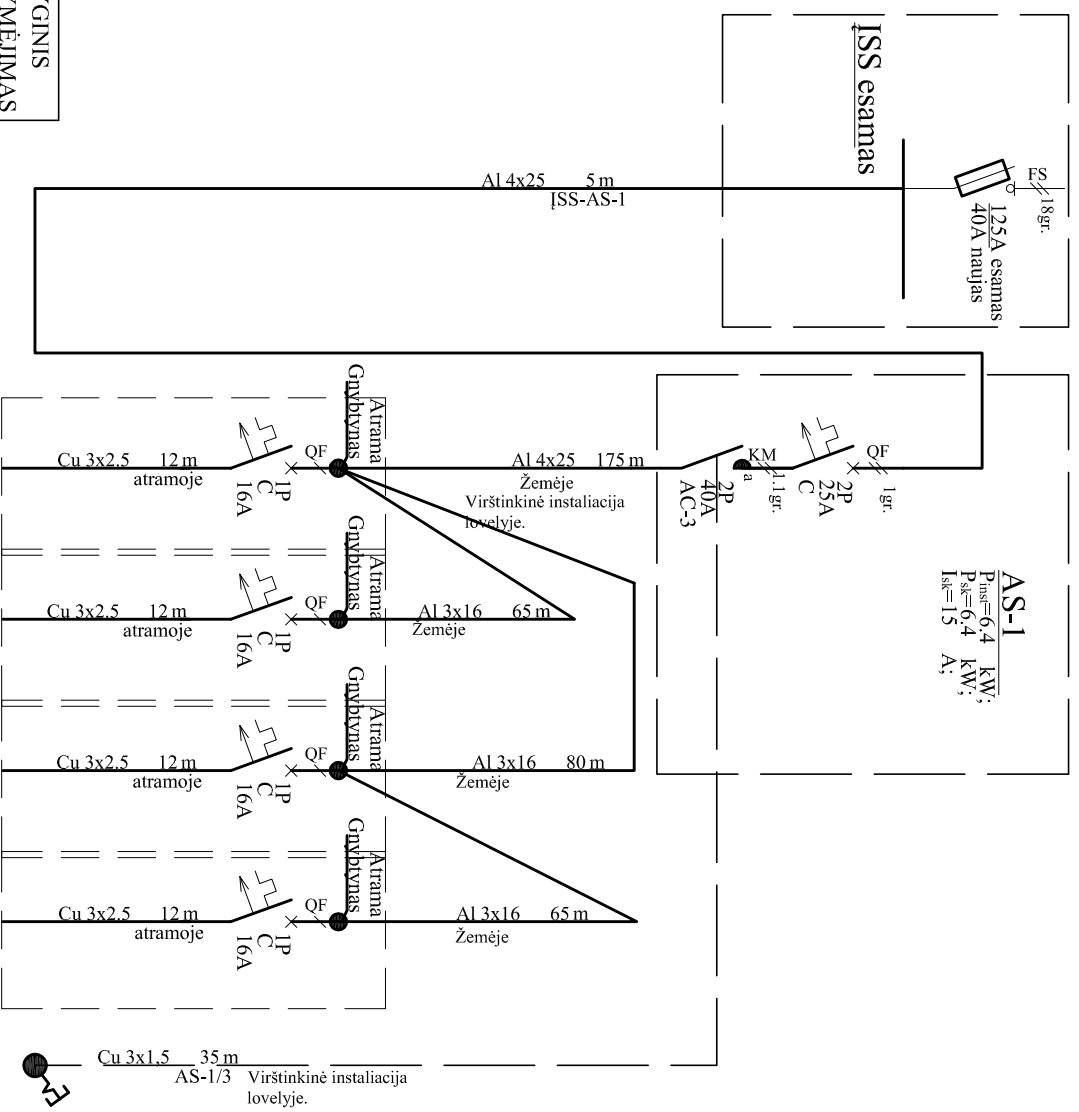 YGINIS
YMĖJIMAS
ĮSS esamas
FS
18gr.
125A esamas
40A naujas
Al 4x25 5 m
ĮSS-AS-1
AS-1
Pinst=6.4 kW;
Psk=6.4 kW;
Isk=15 A;
QF
1gr.
2P
25A
C
KM
1.1gr.
a
2P
40A
AC-3
Al 4x25 175 m
Žemėje
Virštinkinė instaliacija
lovelyje.
Atrama
Gnybtynas
QF
1P
C
16A
Cu 3x2.5 12 m
atramoje
Al 3x16 65 m
Žemėje
Atrama
Gnybtynas
QF
1P
C
16A
Cu 3x2.5 12 m
atramoje
Al 3x16 80 m
Žemėje
Atrama
Gnybtynas
QF
1P
C
16A
Cu 3x2.5 12 m
atramoje
Al 3x16 65 m
Žemėje
Atrama
Gnybtynas
QF
1P
C
16A
Cu 3x2.5 12 m
atramoje
Cu 3x1,5 35 m
AS-1/3 Virštinkinė instaliacija
lovelyje.